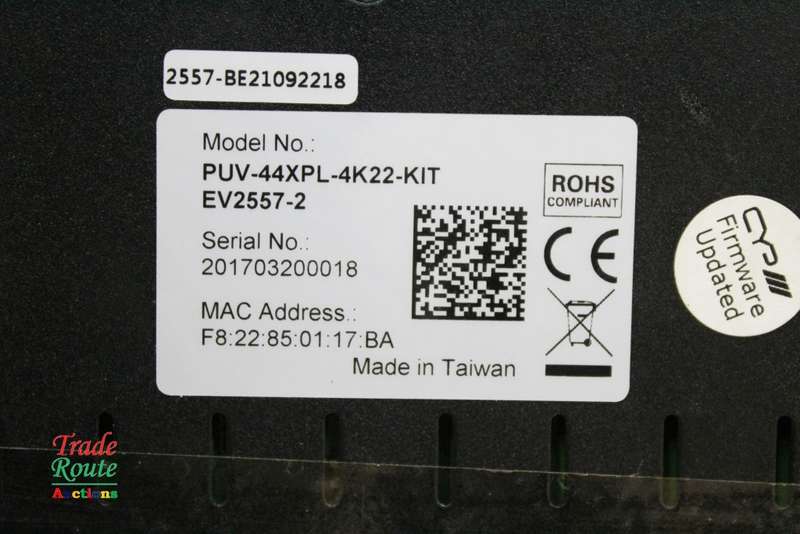 2557-BE21092218
Model No.:
PUV-44XPL-4K22-KIT
EV2557-2
Serial No.:
201703200018
MAC Address.:
F8:22:85:01:17:BA
Made in Taiwan
ROHS
COMPLIANT
CE
CYP
Firmware
Updated
Trade
Route
Auctions